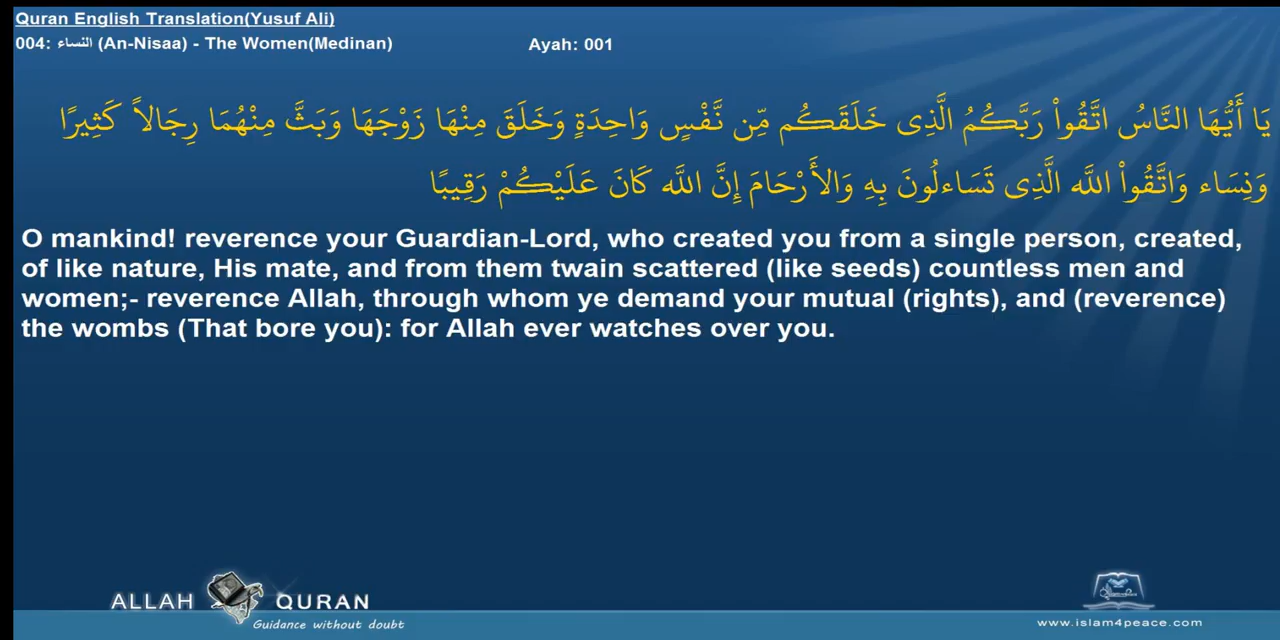 Quran English Translation(Yusuf Ali)
004: النساء (An-Nisaa) - The Women(Medinan) Ayah: 001
يَا أَيُّهَا النَّاسُ اتَّقُواْ رَبَّكُمُ الَّذِى خَلَقَكُم مِّن نَّفْسٍ وَاحِدَةٍ وَخَلَقَ مِنْهَا زَوْجَهَا وَبَثَّ مِنْهُمَا رِجَالاً كَثِيرًا
وَنِسَاء وَاتَّقُواْ اللّه الَّذِى تَسَاءلُونَ بِهِ وَالأَرْحَامَ إِنَّ اللّه كَانَ عَلَيْكُمْ رَقِيبًا
O mankind! reverence your Guardian-Lord, who created you from a single person, created,
of like nature, His mate, and from them twain scattered (like seeds) countless men and
women;- reverence Allah, through whom ye demand your mutual (rights), and (reverence)
the wombs (That bore you): for Allah ever watches over you.
ALLAH QURAN
Guidance without doubt
www.islam4peace.com